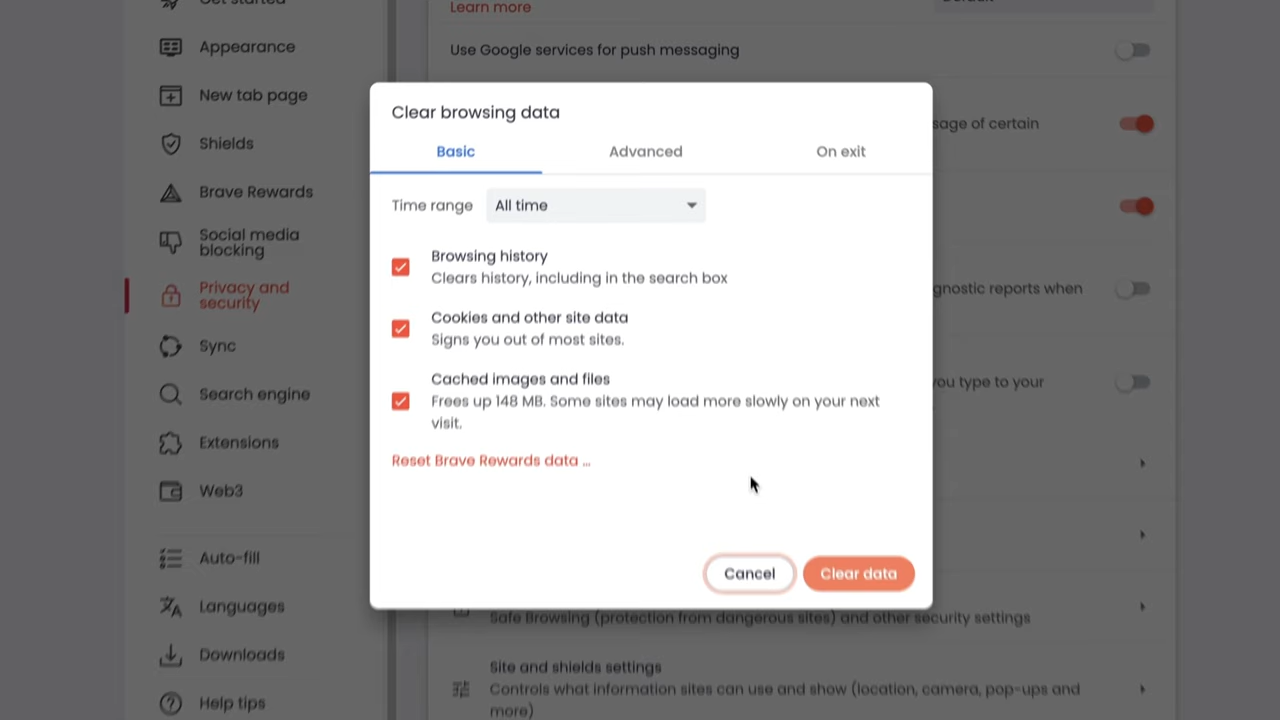 Get started
Appearance
New tab page
Shields
Brave Rewards
Social media
blocking
Privacy and
security
Sync
Search engine
Extensions
Web3
Auto-fill
Languages
Downloads
Help tips
Learn more
Default
Use Google services for push messaging
sage of certain
gnostic reports when
you type to your
Clear browsing data
Basic
Advanced
On exit
Time range
All time
Browsing history
Clears history, including in the search box
Cookies and other site data
Signs you out of most sites.
Cached images and files
Frees up 148 MB. Some sites may load more slowly on your next
visit.
Reset Brave Rewards data ...
Cancel
Clear data
Safe Browsing (protection from dangerous sites) and other security settings
Site and shields settings
Controls what information sites can use and show (location, camera, pop-ups and
more)